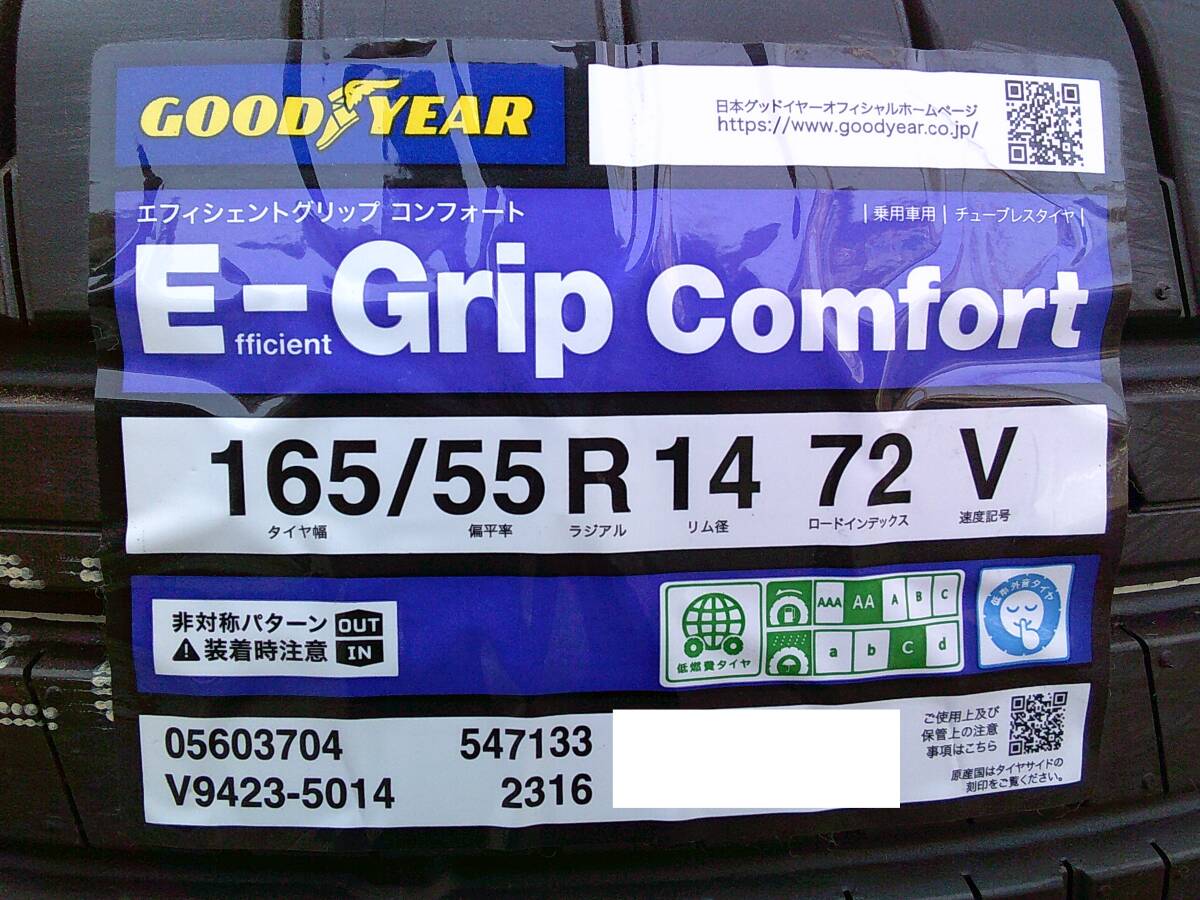 GOODYEAR
日本グッドイヤーオフィシャルホームページ
https://www.goodyear.co.jp/
エフィシェントグリップ コンフォート
|乗用車用|チューブレスタイヤ|
E-Grip Comfort
fficient
165/55 R 14 72 V
タイヤ幅 偏平率 ラジアル リム径 ロードインデックス 速度記号
非対称パターン
⚠装着時注意
OUT
IN
低燃費タイヤ
AAA AA A B C
a b c d
低車外音タイヤ
05603704 547133
V9423-5014 2316
ご使用上及び
保管上の注意
事項はこちら
原産国はタイヤサイドの
刻印をご覧ください。